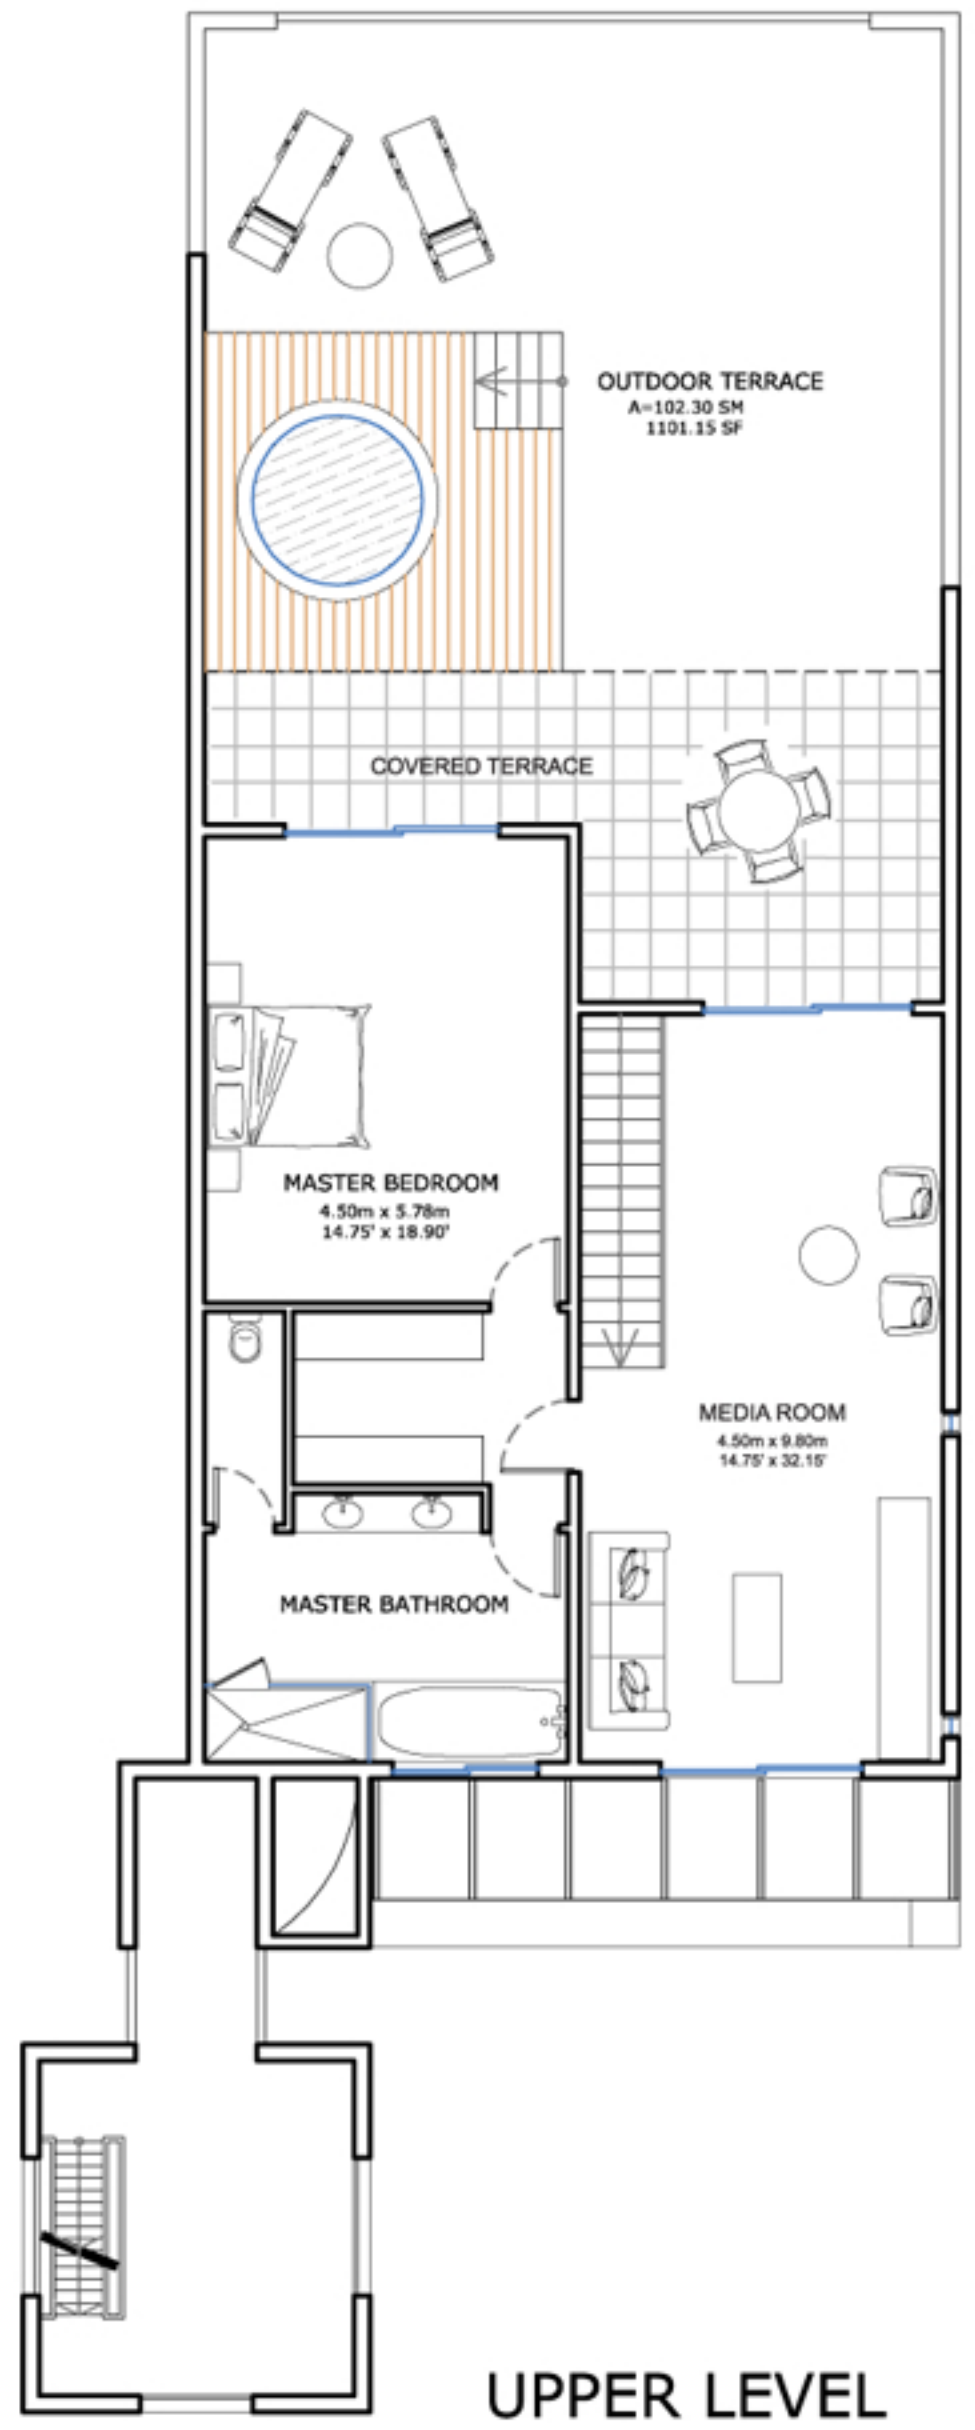 OUTDOOR TERRACE
A=102.30 SM
1101.15 SF
COVERED TERRACE
MASTER BEDROOM
4.50m x 5.78m
14.75' x 18.90'
MEDIA ROOM
4.50m x 9.80m
14.75' x 32.15'
MASTER BATHROOM
UPPER LEVEL